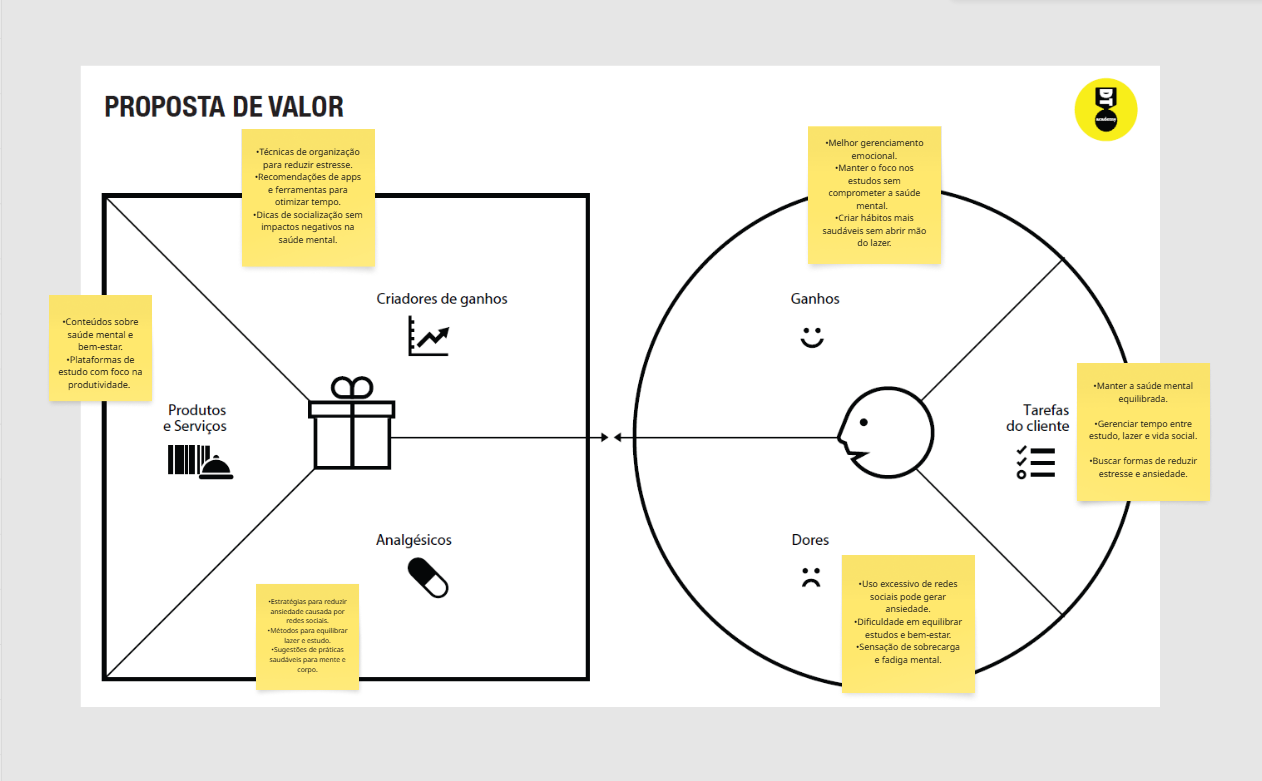 PROPOSTA DE VALOR
academy
•Técnicas de organização
para reduzir estresse.
•Recomendações de apps
e ferramentas para
otimizar tempo.
•Dicas de socialização sem
impactos negativos na
saúde mental.
•Melhor gerenciamento
emocional.
•Manter o foco nos
estudos sem
comprometer a saúde
mental.
•Criar hábitos mais
saudáveis sem abrir mão
do lazer.
Criadores de ganhos
Ganhos
•Conteúdos sobre
saúde mental e
bem-estar.
•Plataformas de
estudo com foco na
produtividade.
Produtos
e Serviços
Tarefas
do cliente
•Manter a saúde mental
equilibrada.
•Gerenciar tempo entre
estudo, lazer e vida social.
•Buscar formas de reduzir
estresse e ansiedade.
Analgésicos
Dores
•Estratégias para reduzir
ansiedade causada por
redes sociais.
•Métodos para equilibrar
lazer e estudo.
•Sugestões de práticas
saudáveis para mente e
corpo.
•Uso excessivo de redes
sociais pode gerar
ansiedade.
•Dificuldade em equilibrar
estudos e bem-estar.
•Sensação de sobrecarga
e fadiga mental.